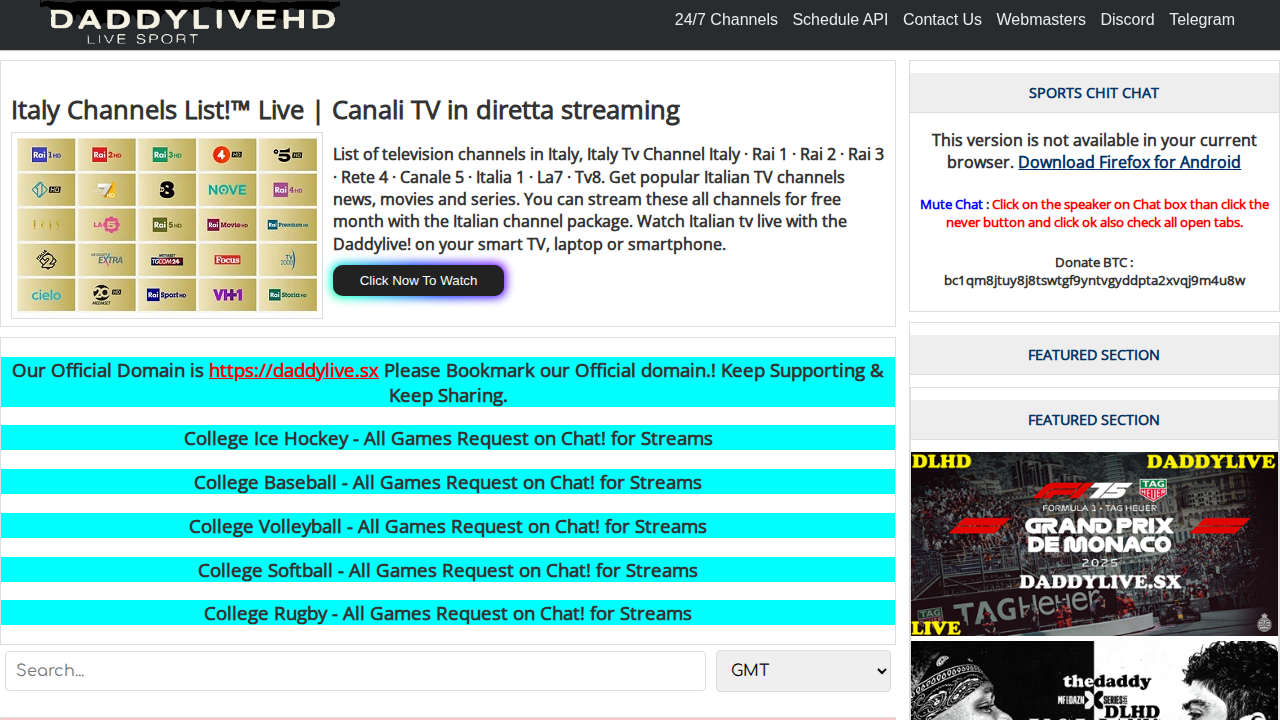 DADDYLIVEHD
LIVE SPORT
24/7 Channels Schedule API Contact Us Webmasters Discord Telegram
Italy Channels List!™ Live | Canali TV in diretta streaming
Rai 1 HD Rai 2 HD Rai 3 HD 4 HD 5 HD
1 HD 7 8 NOVE Rai 4 HD
IRIS LA 5 Rai 5 HD Rai Movie HD Rai Premium HD
27 MEDIASET EXTRA MEDIASET TGCOM24 Focus TV 2000
cielo 20 MEDIASET HD Rai Sport HD VH1 Rai Storia HD
List of television channels in Italy, Italy Tv Channel Italy · Rai 1 · Rai 2 · Rai 3
· Rete 4 · Canale 5 · Italia 1 · La7 · Tv8. Get popular Italian TV channels
news, movies and series. You can stream these all channels for free
month with the Italian channel package. Watch Italian tv live with the
Daddylive! on your smart TV, laptop or smartphone.
Click Now To Watch
Our Official Domain is https://daddylive.sx Please Bookmark our Official domain.! Keep Supporting &
Keep Sharing.
College Ice Hockey - All Games Request on Chat! for Streams
College Baseball - All Games Request on Chat! for Streams
College Volleyball - All Games Request on Chat! for Streams
College Softball - All Games Request on Chat! for Streams
College Rugby - All Games Request on Chat! for Streams
Search...
GMT
SPORTS CHIT CHAT
This version is not available in your current
browser. Download Firefox for Android
Mute Chat : Click on the speaker on Chat box than click the
never button and click ok also check all open tabs.
Donate BTC :
bc1qm8jtuy8j8tswtgf9yntvgyddpta2xvqj9m4u8w
FEATURED SECTION
FEATURED SECTION
DLHD DADDYLIVE
F1 75 TAG HEUER
FORMULA 1 · TAG HEUER
GRAND PRIX
DE MONACO
2025
DADDYLIVE.SX
TAGHeuer
LIVE
thedaddy
MF&DAZN X SERIES
DLHD